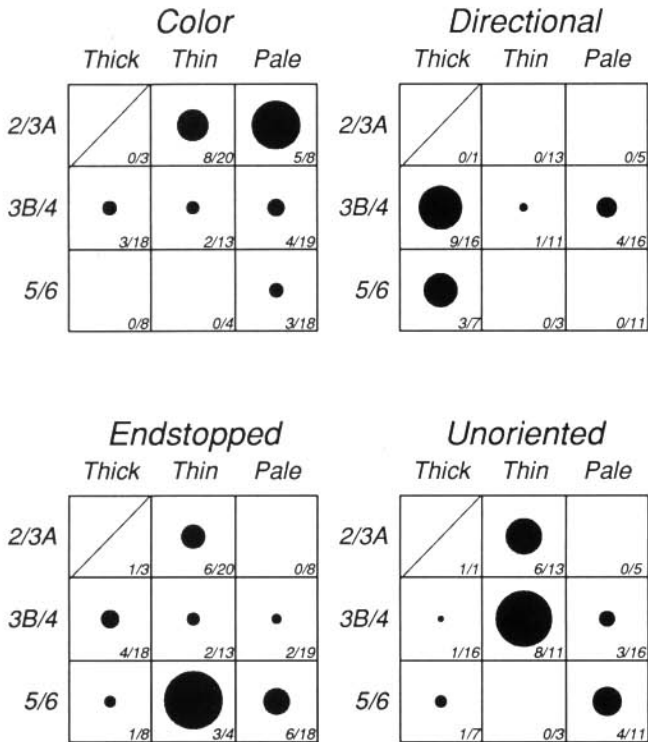 Color Directional
Thick Thin Pale Thick Thin Pale
2/3A 0/3 8/20 5/8 2/3A 0/1 0/13 0/5
3B/4 3/18 2/13 4/19 3B/4 9/16 1/11 4/16
5/6 0/8 0/4 3/18 5/6 3/7 0/3 0/11
Endstopped Unoriented
Thick Thin Pale Thick Thin Pale
2/3A 1/3 6/20 0/8 2/3A 1/1 6/13 0/5
3B/4 4/18 2/13 2/19 3B/4 1/16 8/11 3/16
5/6 1/8 3/4 6/18 5/6 1/7 0/3 4/11